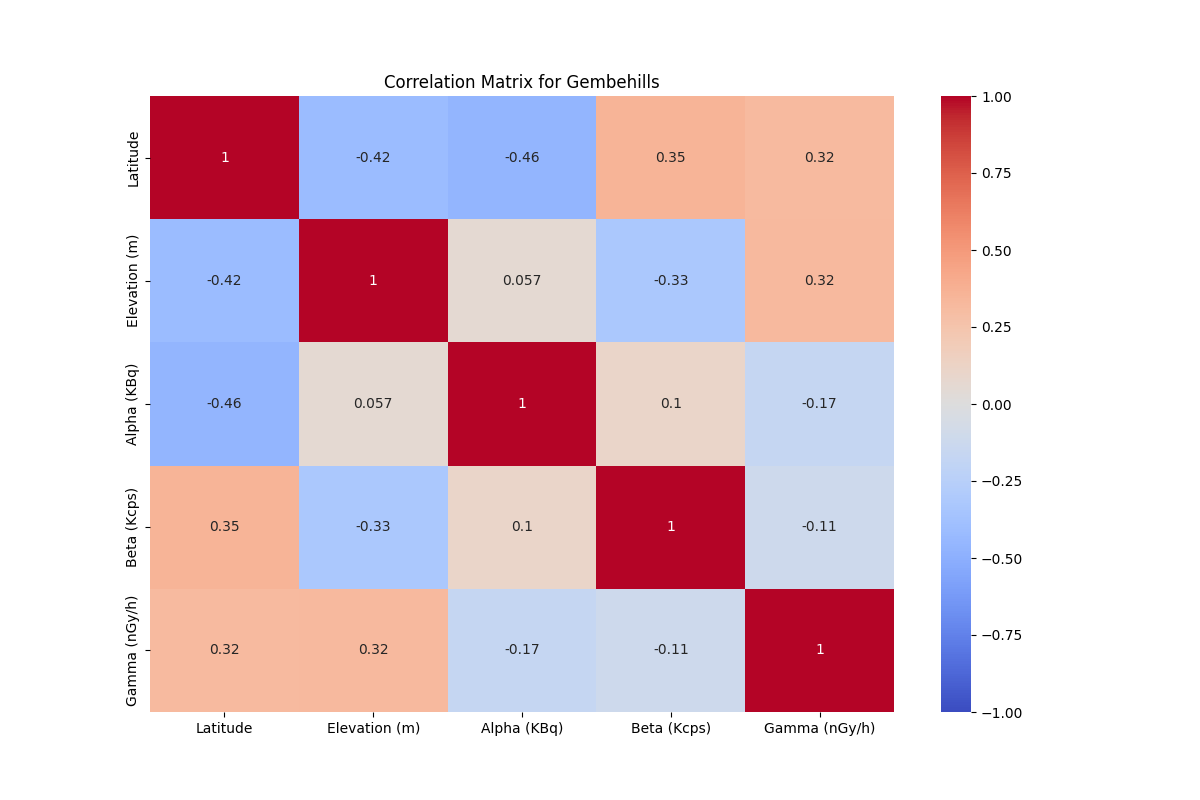 Correlation Matrix for Gembehills
Latitude 1 -0.42 -0.46 0.35 0.32
Elevation (m) -0.42 1 0.057 -0.33 0.32
Alpha (KBq) -0.46 0.057 1 0.1 -0.17
Beta (Kcps) 0.35 -0.33 0.1 1 -0.11
Gamma (nGy/h) 0.32 0.32 -0.17 -0.11 1
Latitude Elevation (m) Alpha (KBq) Beta (Kcps) Gamma (nGy/h)
1.00
0.75
0.50
0.25
0.00
−0.25
−0.50
−0.75
−1.00